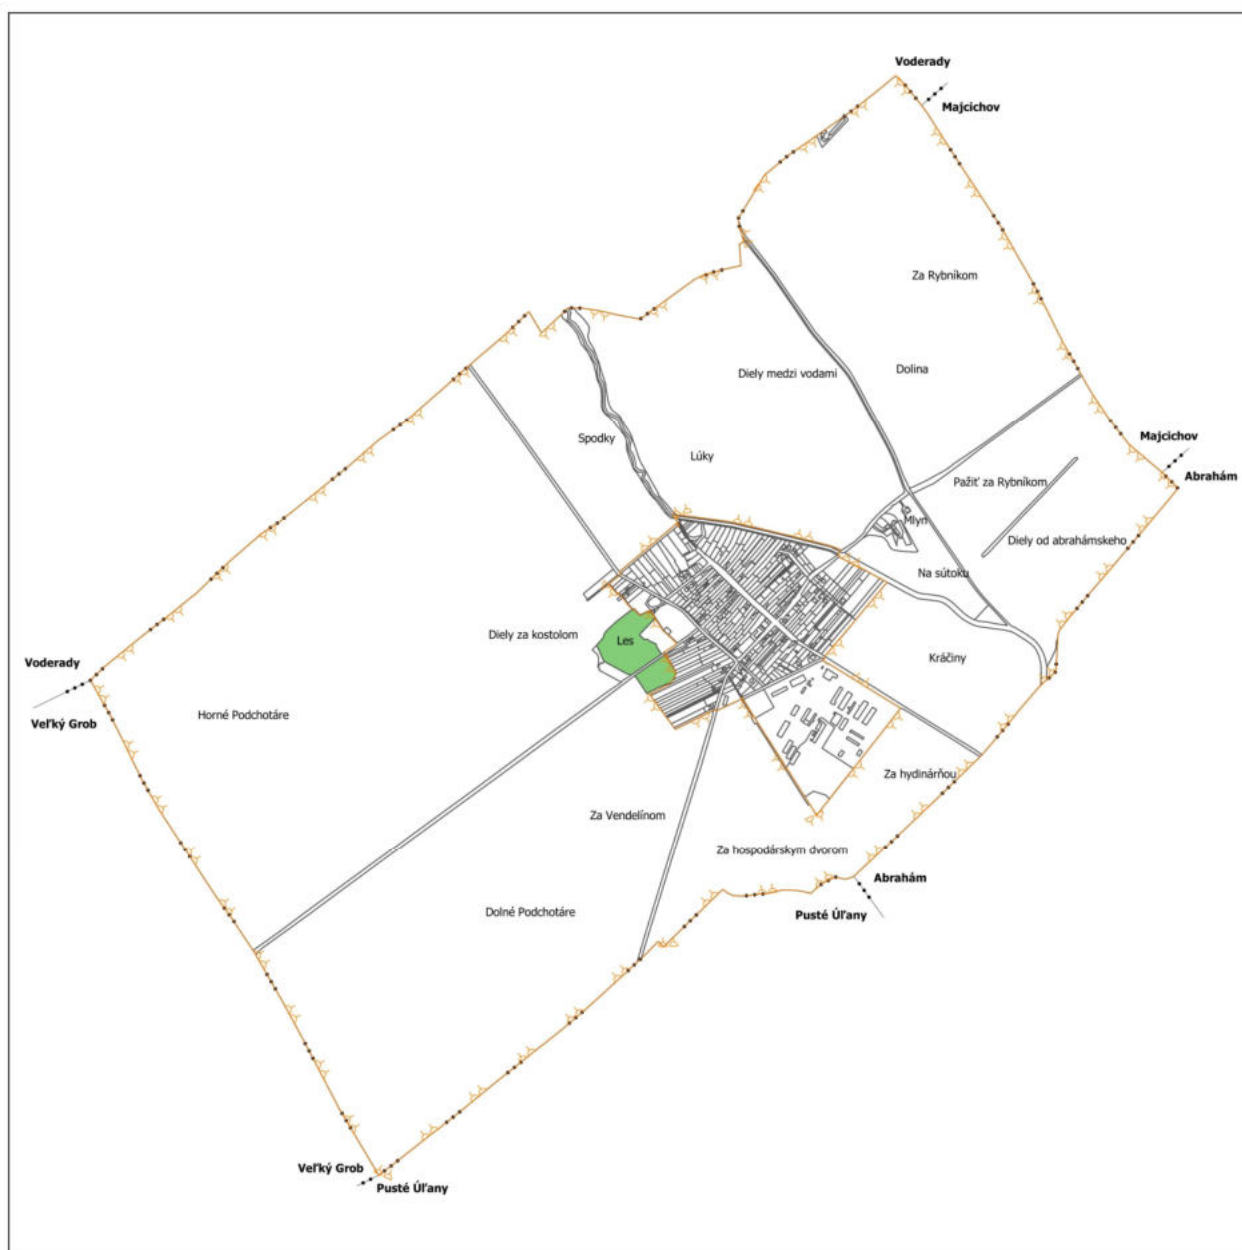 Voderady
Majcichov
Za Rybníkom
Diely medzi vodami
Dolina
Spodky
Lúky
Majcichov
Abrahám
Pažiť za Rybníkom
Mlyn
Diely od abrahámskeho
Na sútoku
Diely za kostolom
Les
Kráčiny
Voderady
Veľký Grob
Horné Podchotáre
Za hydinárňou
Za Vendelínom
Za hospodárskym dvorom
Abrahám
Pusté Úľany
Dolné Podchotáre
Veľký Grob
Pusté Úľany